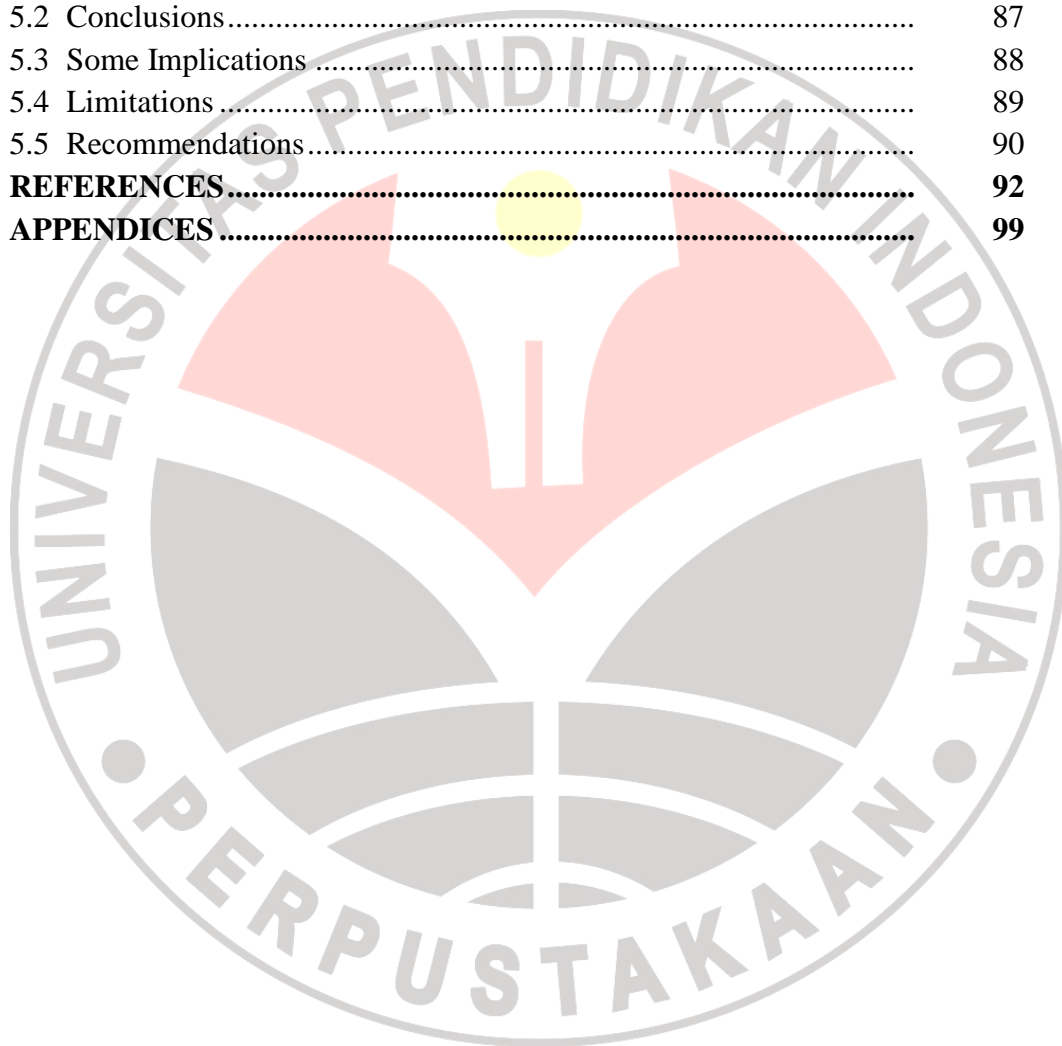 5.2 Conclusions........................................................................................ 87
5.3 Some Implications ........................................................................... 88
5.4 Limitations ......................................................................................... 89
5.5 Recommendations............................................................................ 90
REFERENCES........................................................................................ 92
APPENDICES ......................................................................................... 99
UNIVERSITAS PENDIDIKAN INDONESIA
PERPUSTAKAAN